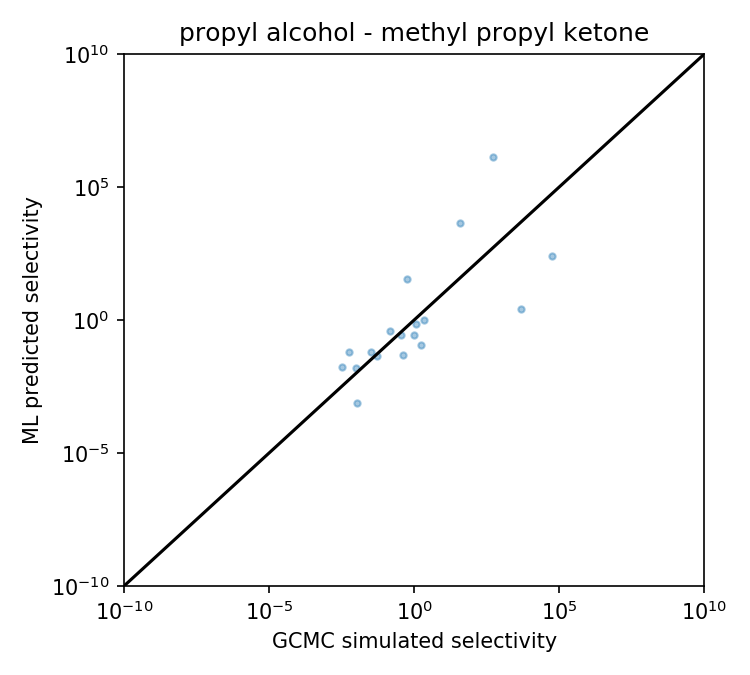 propyl alcohol - methyl propyl ketone
10^10
10^5
10^0
10^-5
10^-10
ML predicted selectivity
10^-10 10^-5 10^0 10^5 10^10
GCMC simulated selectivity